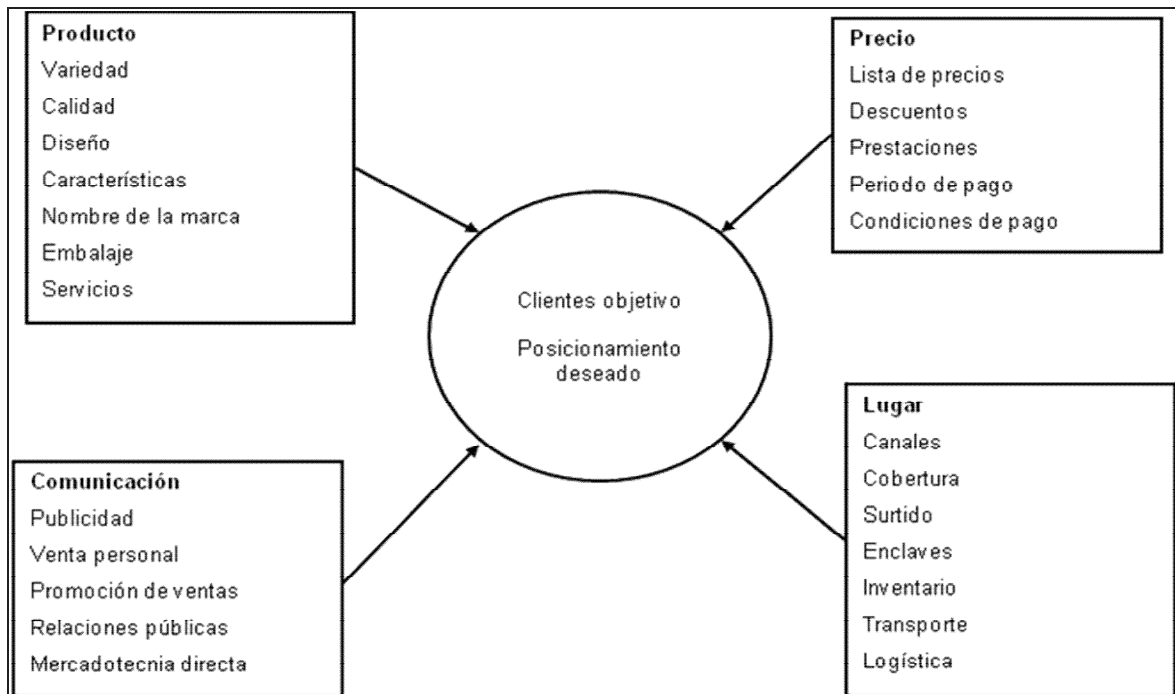 Producto
Variedad
Calidad
Diseño
Características
Nombre de la marca
Embalaje
Servicios
Precio
Lista de precios
Descuentos
Prestaciones
Periodo de pago
Condiciones de pago
Clientes objetivo
Posicionamiento
deseado
Comunicación
Publicidad
Venta personal
Promoción de ventas
Relaciones públicas
Mercadotecnia directa
Lugar
Canales
Cobertura
Surtido
Enclaves
Inventario
Transporte
Logística